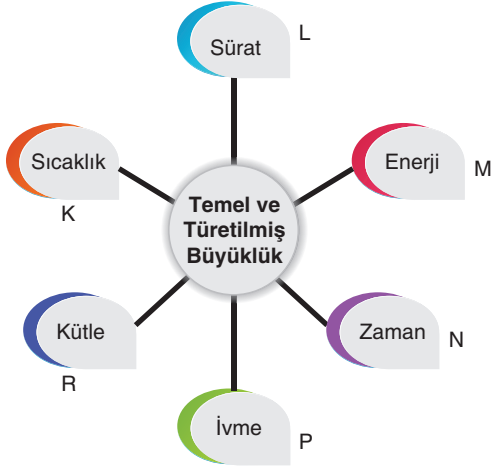 Sürat
L
Sıcaklık
K
Enerji
M
Temel ve
Türetilmiş
Büyüklük
Kütle
R
Zaman
N
İvme
P